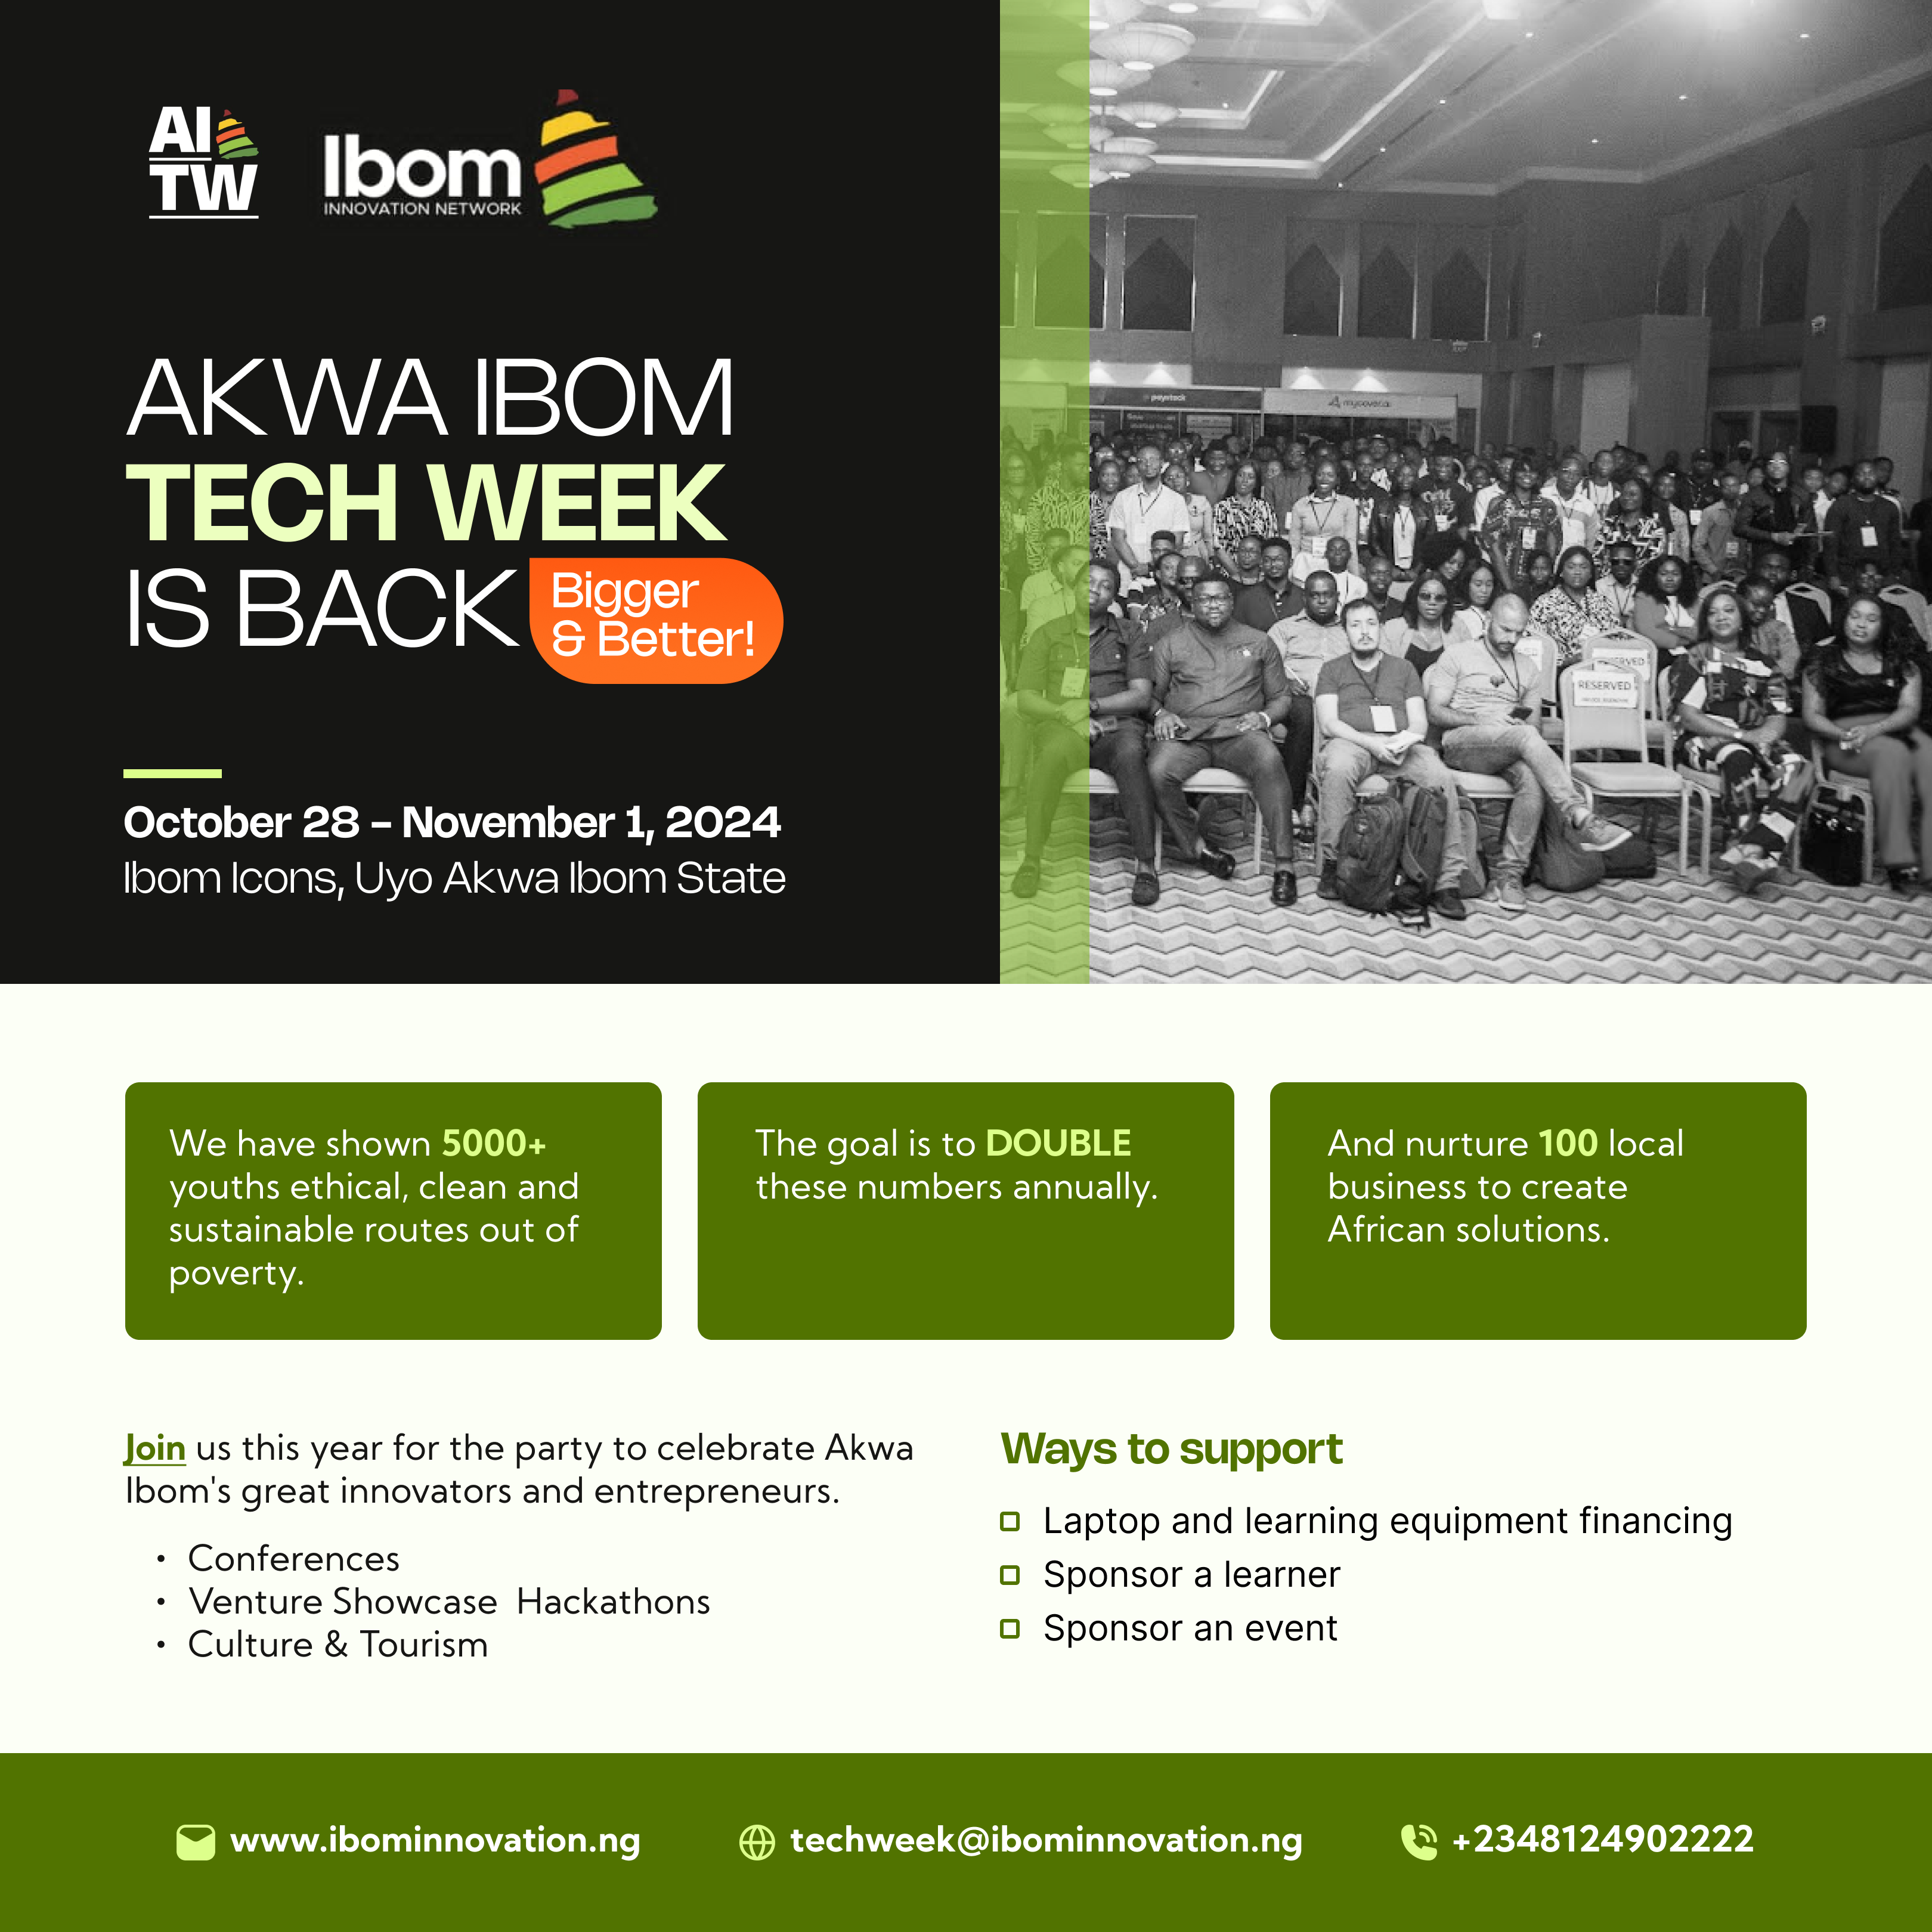 AI
TW
Ibom
INNOVATION NETWORK
AKWA IBOM
TECH WEEK
IS BACK
Bigger
& Better!
October 28 – November 1, 2024
Ibom Icons, Uyo Akwa Ibom State
paystack
mycover.ai
RESERVED
RESERVED
We have shown 5000+
youths ethical, clean and
sustainable routes out of
poverty.
The goal is to DOUBLE
these numbers annually.
And nurture 100 local
business to create
African solutions.
Join us this year for the party to celebrate Akwa
Ibom's great innovators and entrepreneurs.
• Conferences
• Venture Showcase  Hackathons
• Culture & Tourism
Ways to support
Laptop and learning equipment financing
Sponsor a learner
Sponsor an event
www.ibominnovation.ng
techweek@ibominnovation.ng
+2348124902222